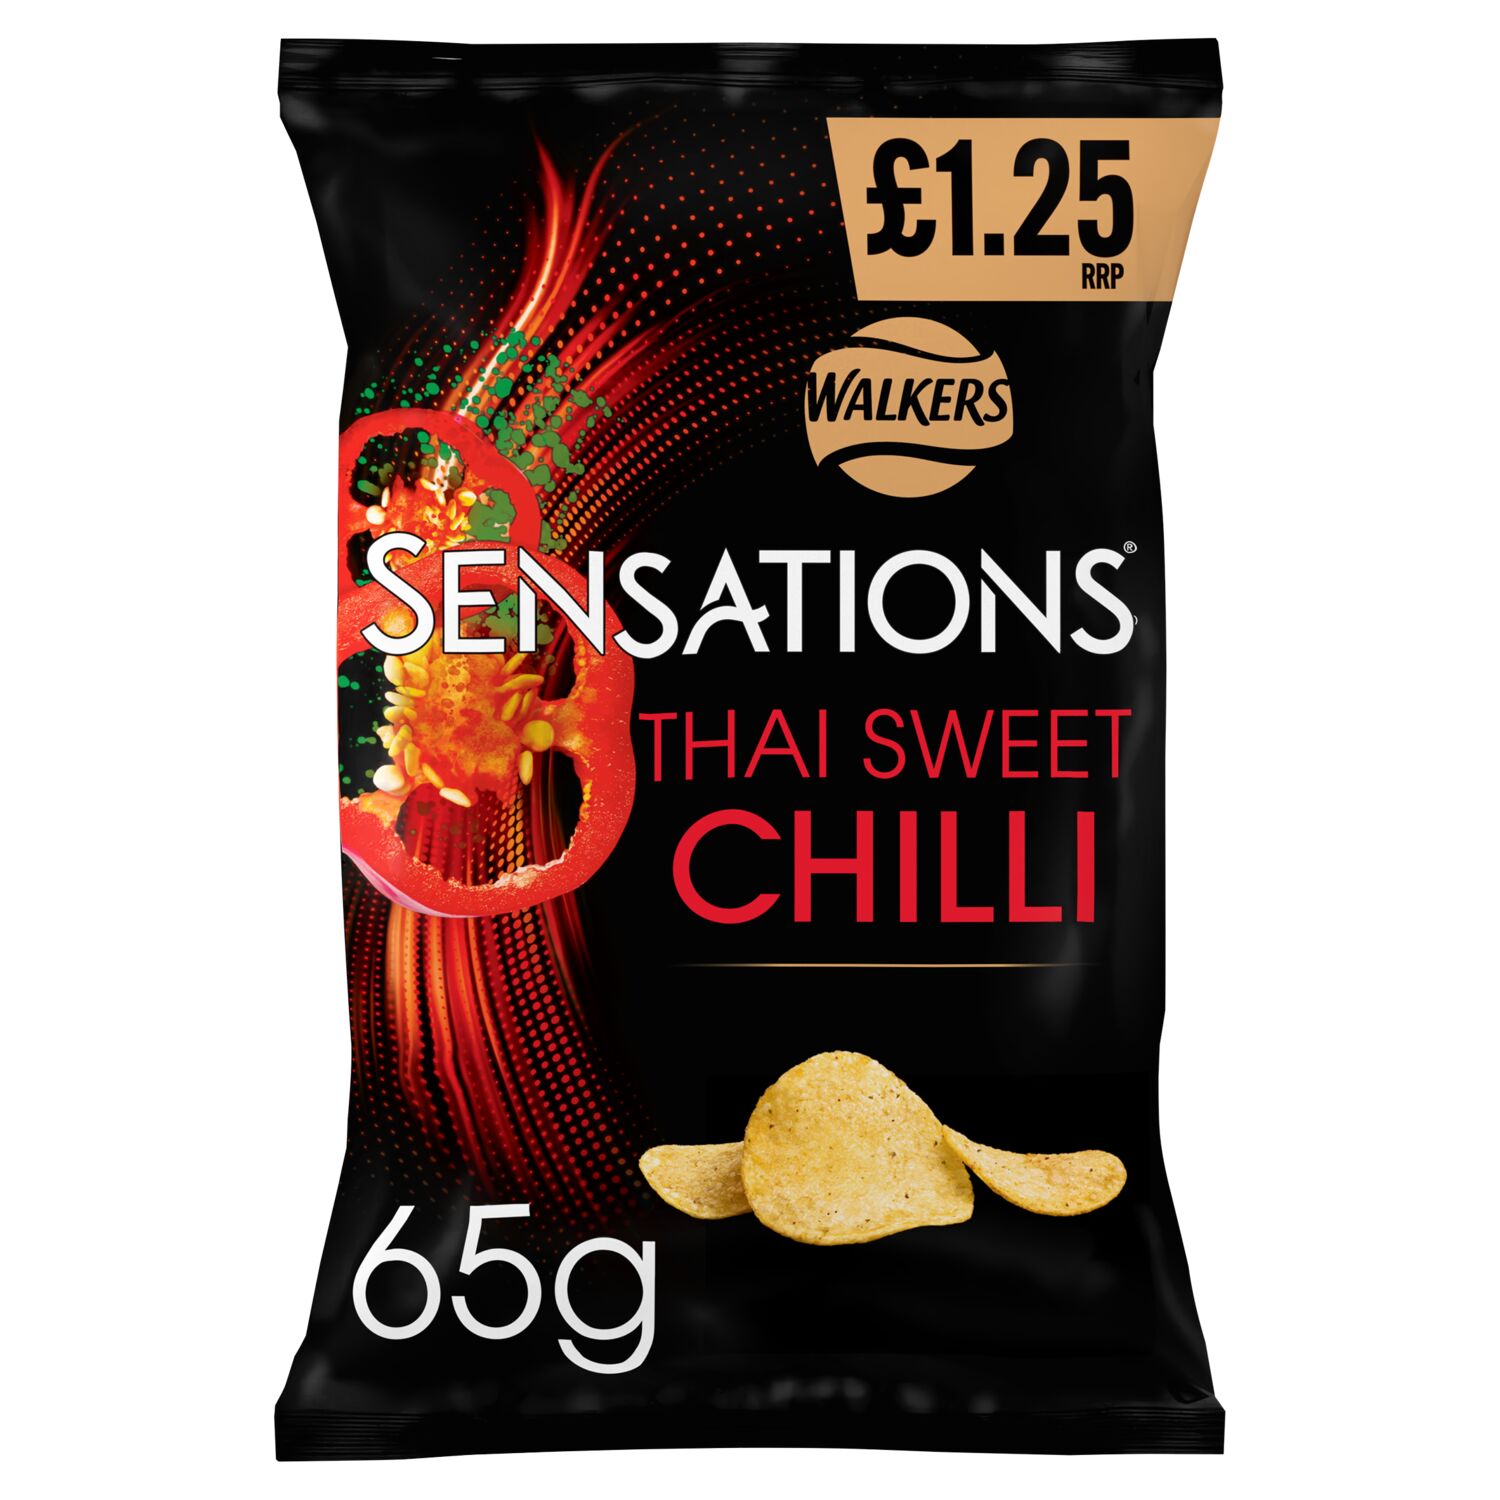 £1.25
RRP
WALKERS
SENSATIONS®
THAI SWEET
CHILLI
65g